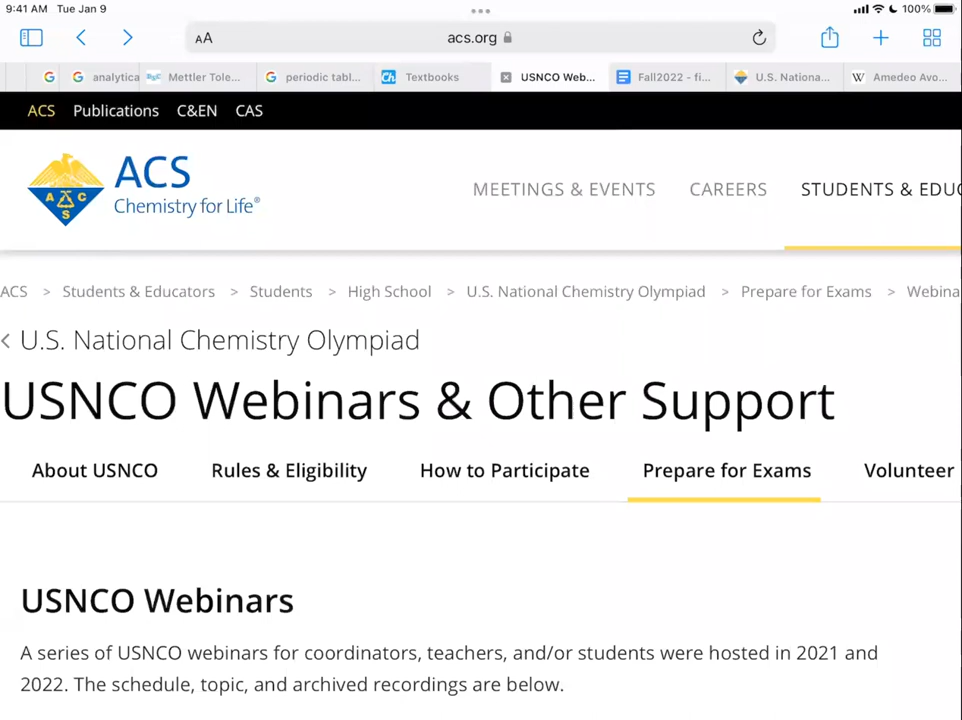 9:41 AM Tue Jan 9
100%
AA
acs.org
analytica
Mettler Tole...
periodic tabl...
Textbooks
USNCO Web...
Fall2022 - fi...
U.S. Nationa...
Amedeo Avo...
ACS Publications C&EN CAS
ACS
Chemistry for Life®
A C S
MEETINGS & EVENTS CAREERS STUDENTS & EDUC
ACS > Students & Educators > Students > High School > U.S. National Chemistry Olympiad > Prepare for Exams > Webina
< U.S. National Chemistry Olympiad
USNCO Webinars & Other Support
About USNCO Rules & Eligibility How to Participate Prepare for Exams Volunteer
USNCO Webinars
A series of USNCO webinars for coordinators, teachers, and/or students were hosted in 2021 and
2022. The schedule, topic, and archived recordings are below.